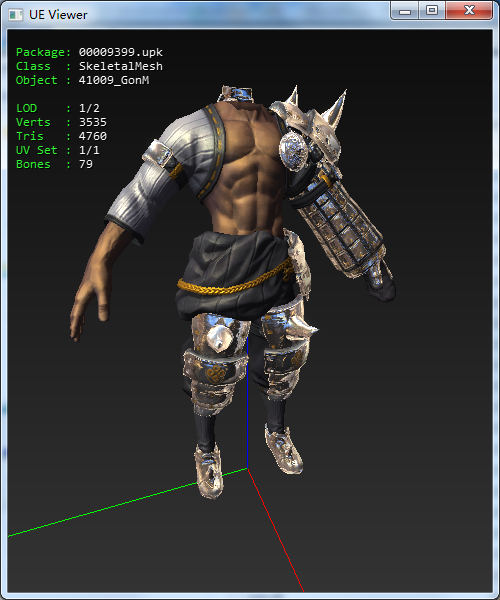 UE Viewer
Package: 00009399.upk
Class : SkeletalMesh
Object : 41009_GonM
LOD : 1/2
Verts : 3535
Tris : 4760
UV Set : 1/1
Bones : 79